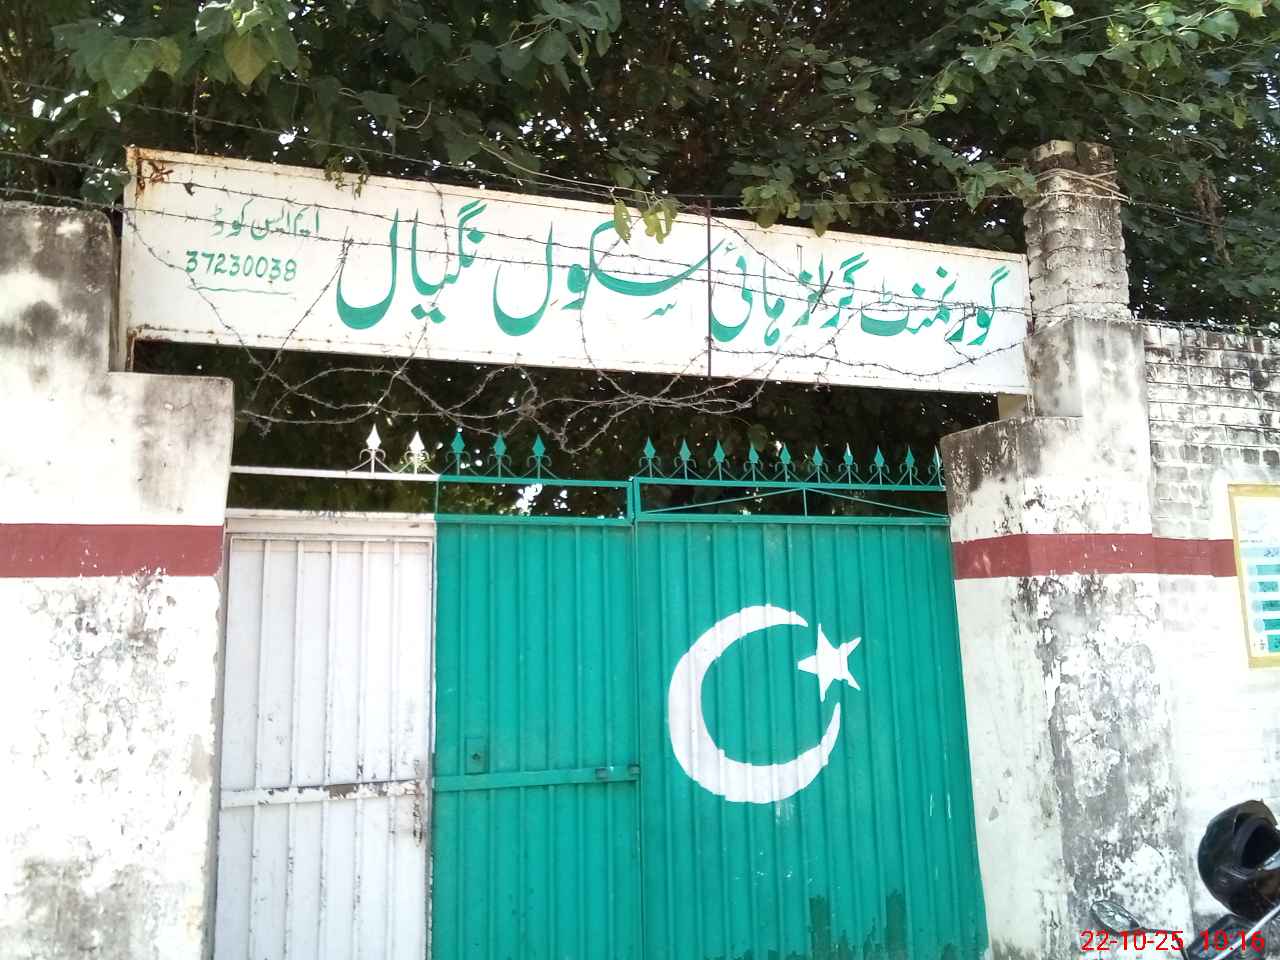 گورنمنٹ گرلز ہائی سکول نگیال
ایم ایس کوڈ
37230038
22-10-25 10:16